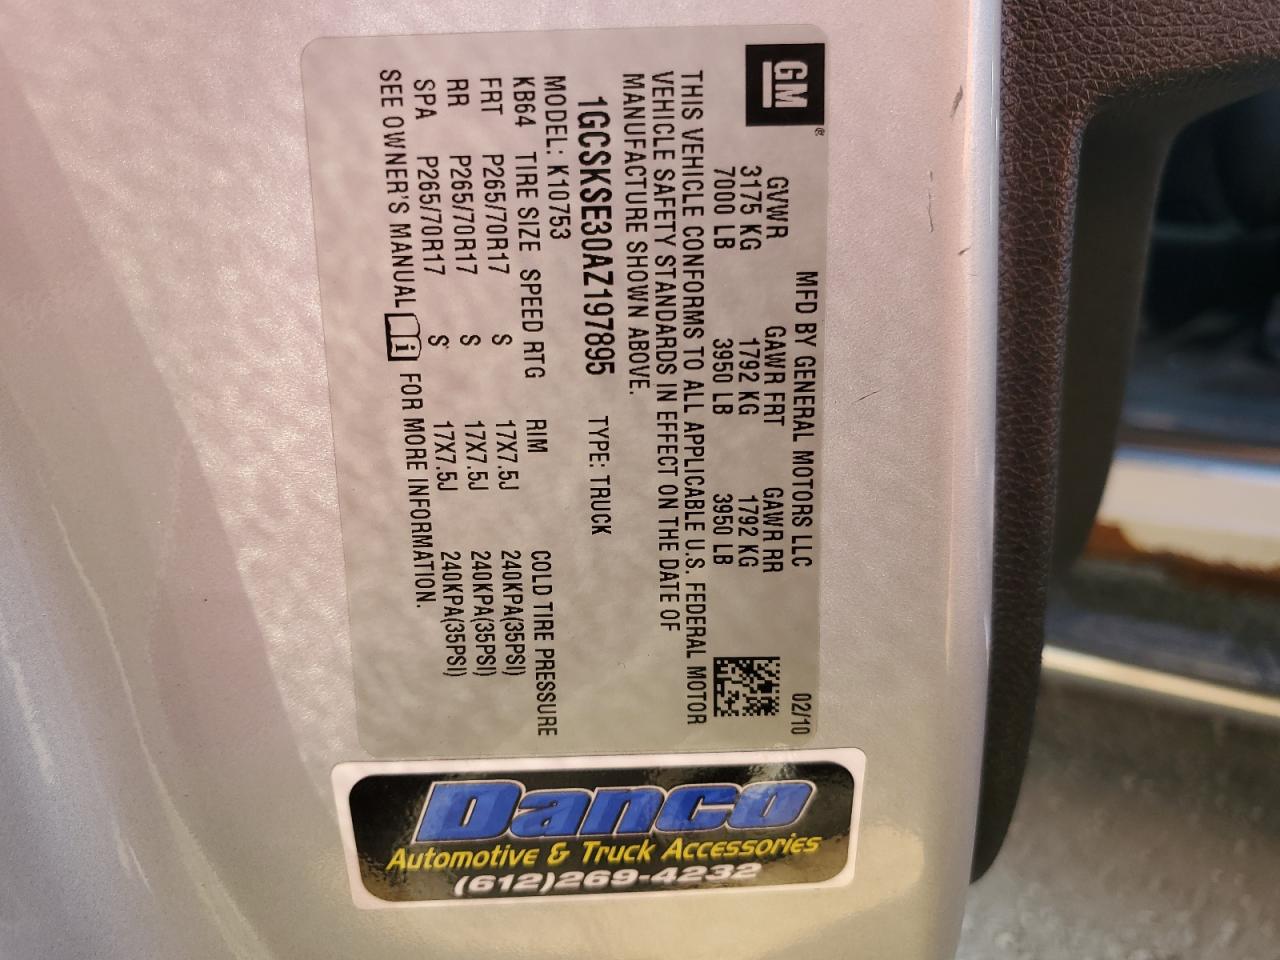 GM®
MFD BY GENERAL MOTORS LLC 02/10
GVWR GAWR FRT GAWR RR
3175 KG 1792 KG 1792 KG
7000 LB 3950 LB 3950 LB
THIS VEHICLE CONFORMS TO ALL APPLICABLE U.S. FEDERAL MOTOR
VEHICLE SAFETY STANDARDS IN EFFECT ON THE DATE OF
MANUFACTURE SHOWN ABOVE.
1GCSKSE30AZ197895 TYPE: TRUCK
MODEL: K10753
KB64 TIRE SIZE SPEED RTG RIM COLD TIRE PRESSURE
FRT P265/70R17 S 17X7.5J 240KPA(35PSI)
RR P265/70R17 S 17X7.5J 240KPA(35PSI)
SPA P265/70R17 S 17X7.5J 240KPA(35PSI)
SEE OWNER'S MANUAL i FOR MORE INFORMATION.
Danco
Automotive & Truck Accessories
(612)269-4232